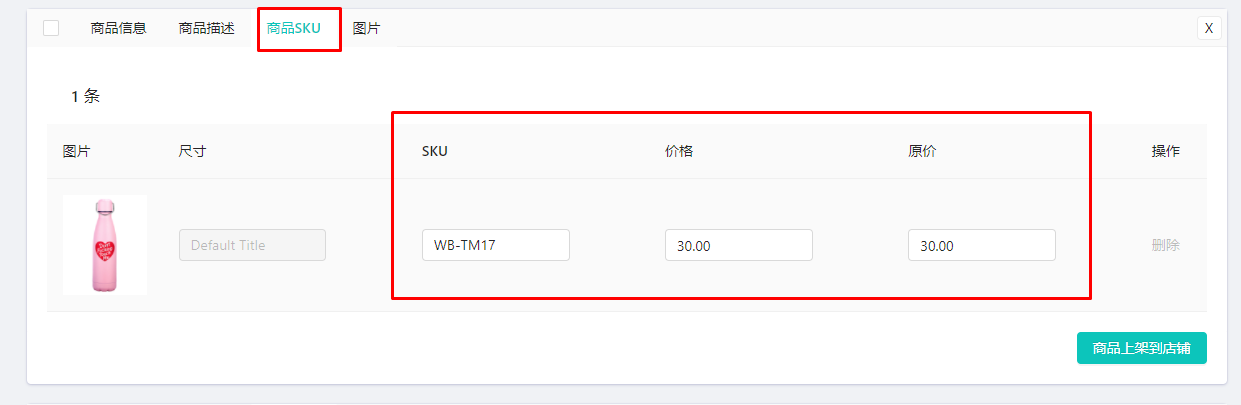 商品信息 商品描述 商品SKU 图片 X
1 条
图片 尺寸 SKU 价格 原价 操作
Default Title WB-TM17 30.00 30.00 删除
商品上架到店铺